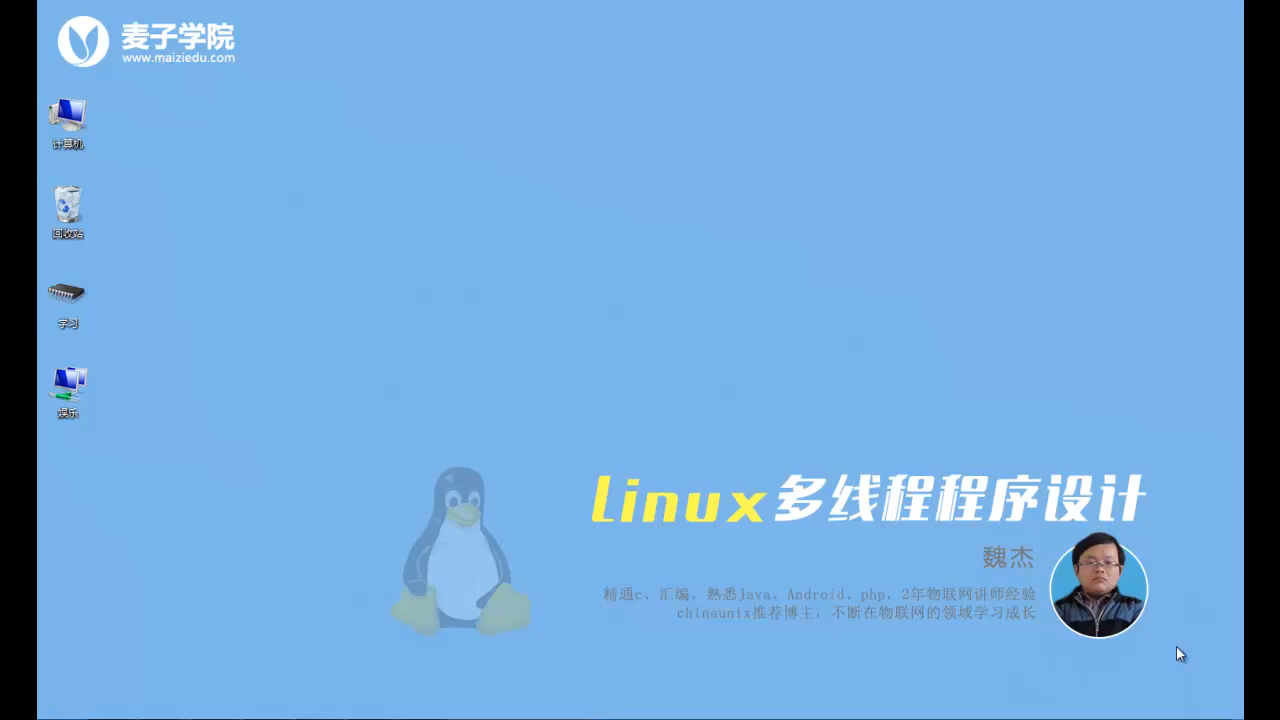 麦子学院
www.maiziedu.com
计算机
回收站
学习
娱乐
Linux多线程程序设计
魏杰
精通c、汇编，熟悉Java、Android、php，2年物联网讲师经验
chinaunix推荐博主，不断在物联网的领域学习成长